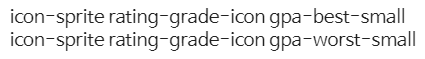 icon-sprite rating-grade-icon gpa-best-small
icon-sprite rating-grade-icon gpa-worst-small